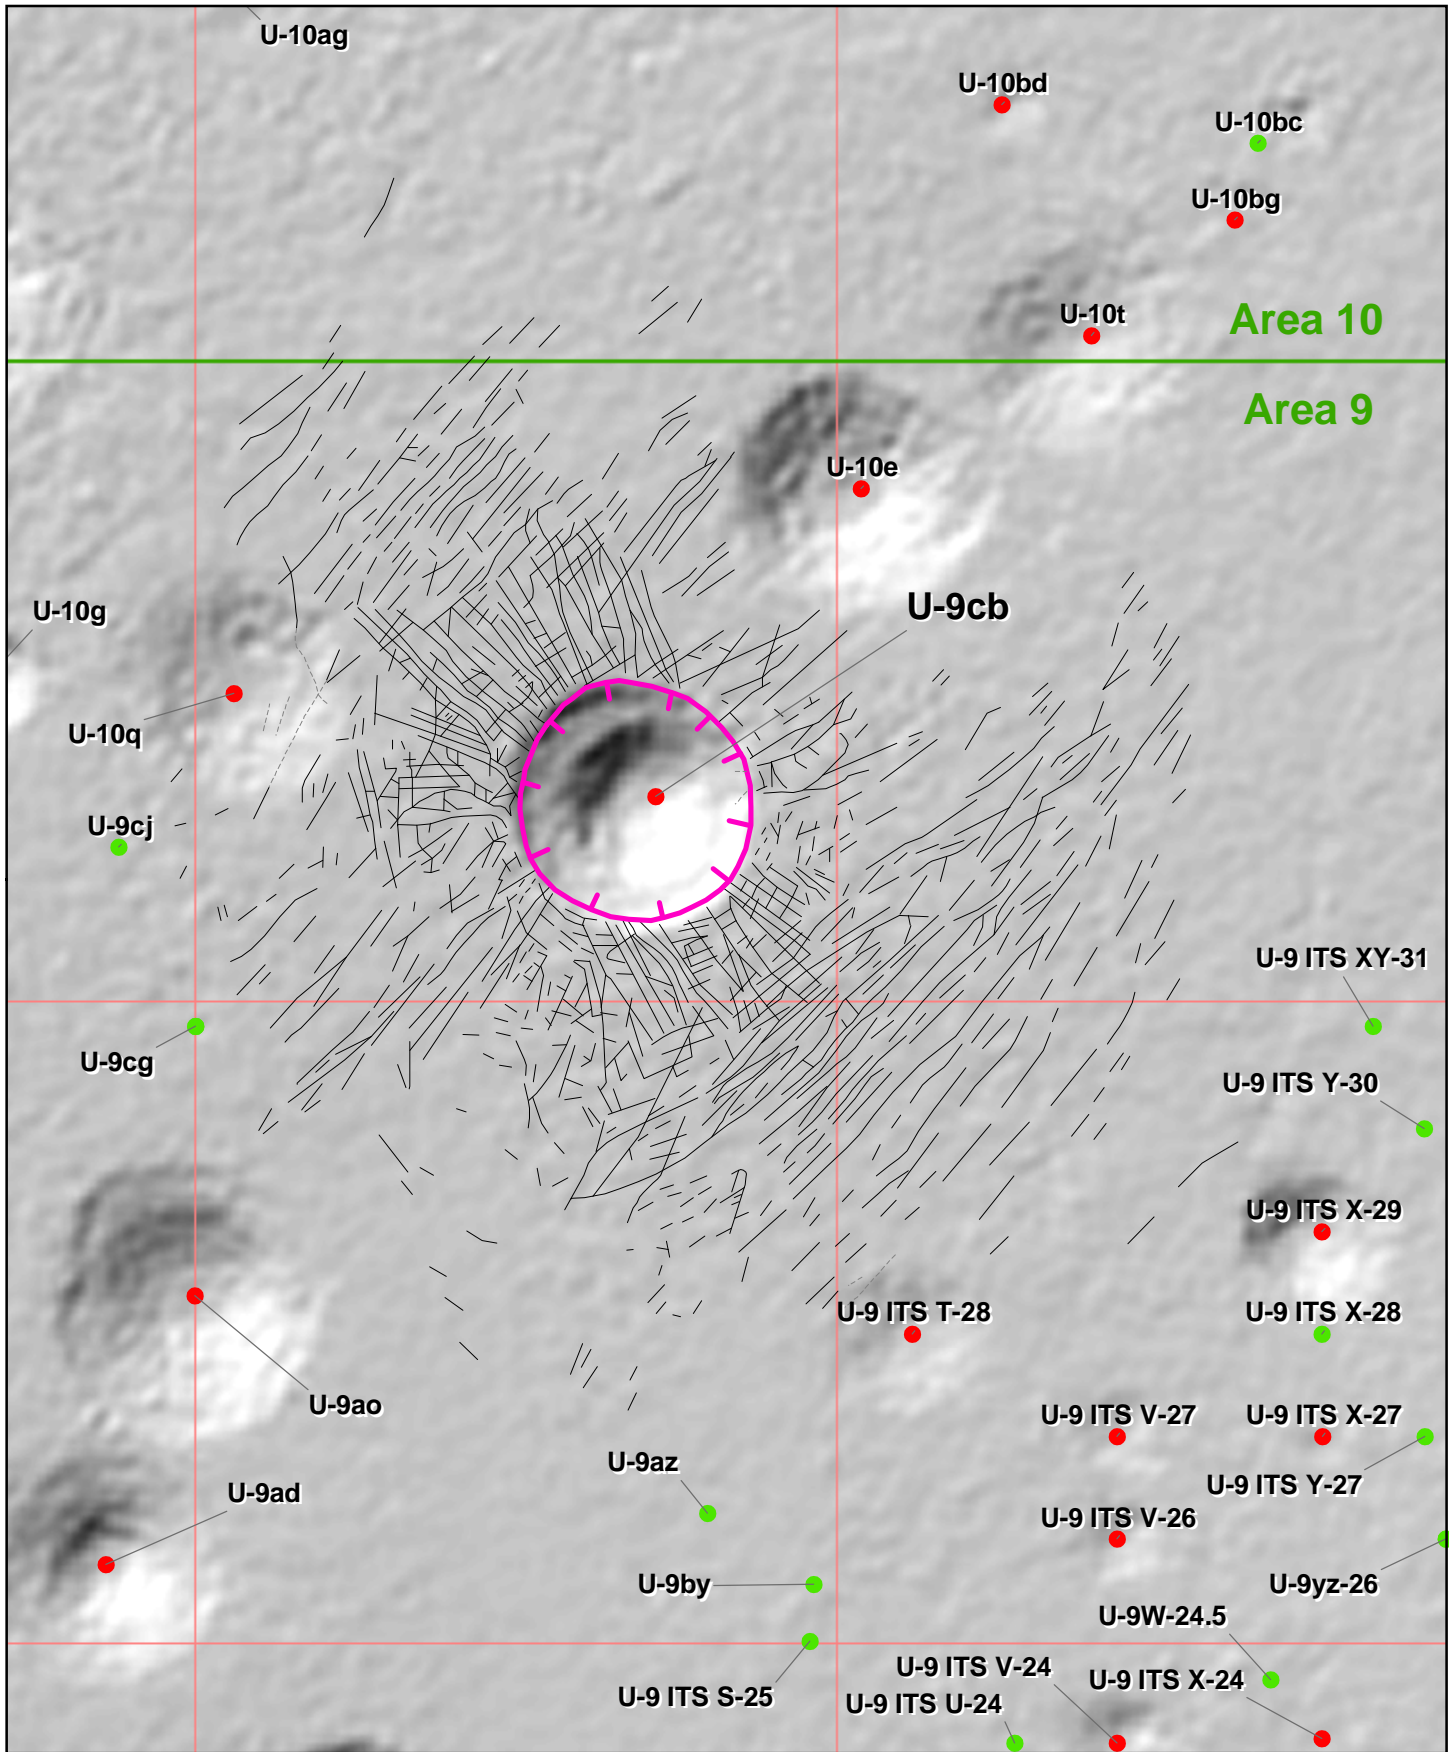 U-10ag
U-10bd
U-10bc
U-10bg
U-10t
Area 10
Area 9
U-10e
U-9cb
U-10g
U-10q
U-9cj
U-9 ITS XY-31
U-9cg
U-9 ITS Y-30
U-9 ITS X-29
U-9 ITS T-28
U-9 ITS X-28
U-9ao
U-9 ITS V-27
U-9 ITS X-27
U-9az
U-9 ITS Y-27
U-9ad
U-9 ITS V-26
U-9by
U-9yz-26
U-9W-24.5
U-9 ITS V-24
U-9 ITS X-24
U-9 ITS S-25
U-9 ITS U-24